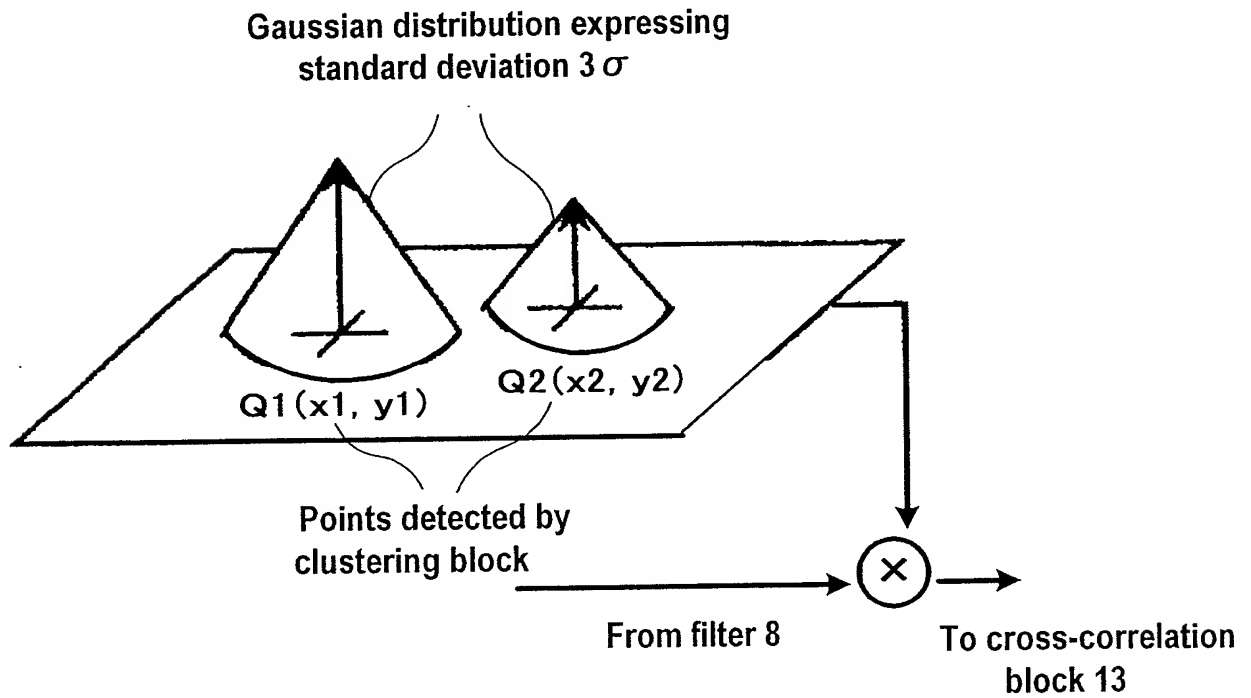 Gaussian distribution expressing
standard deviation 3σ
Q1(x1, y1)
Q2(x2, y2)
Points detected by
clustering block
×
From filter 8
To cross-correlation
block 13